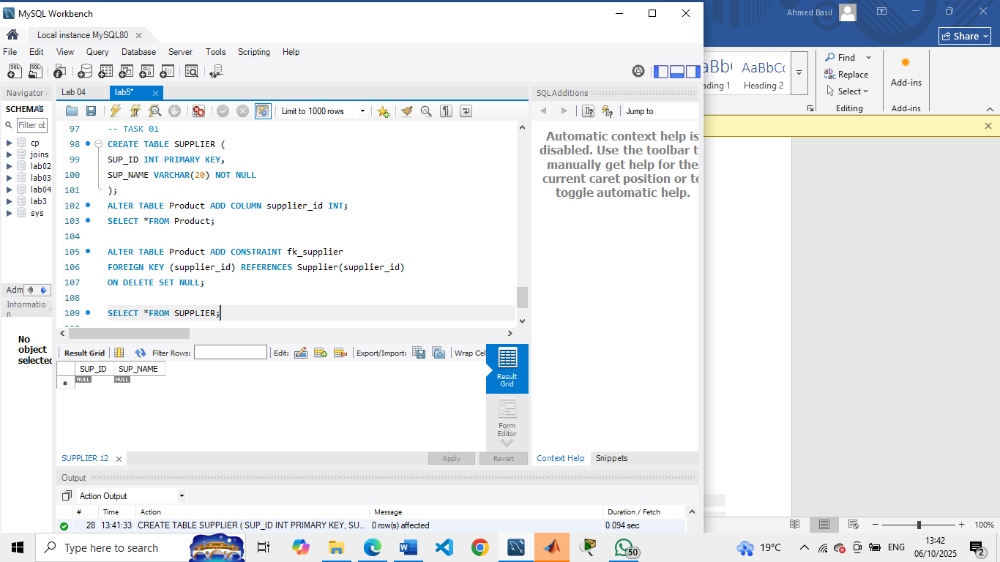 MySQL Workbench
Ahmed Basil
Local instance MySQL80
Share
File Edit View Query Database Server Tools Scripting Help
Find
Replace
Select
Editing
Add-ins
Add-ins
AaBbCc
Heading 2
Navigator
Lab 04
lab5*
SQLAdditions
SCHEMAS
Limit to 1000 rows
Jump to
cp
joins
lab02
lab03
lab04
lab3
sys
97 -- TASK 01
98 CREATE TABLE SUPPLIER (
99 SUP_ID INT PRIMARY KEY,
100 SUP_NAME VARCHAR(20) NOT NULL
101 );
102 ALTER TABLE Product ADD COLUMN supplier_id INT;
103 SELECT *FROM Product;
104
105 ALTER TABLE Product ADD CONSTRAINT fk_supplier
106 FOREIGN KEY (supplier_id) REFERENCES Supplier(supplier_id)
107 ON DELETE SET NULL;
108
109 SELECT *FROM SUPPLIER;
Automatic context help is
disabled. Use the toolbar t
manually get help for the
current caret position or to
toggle automatic help.
Adm
Informatio
n
No
object
selected
Result Grid Filter Rows: Edit: Export/Import: Wrap Cel
SUP_ID SUP_NAME
NULL NULL
Result
Grid
Form
Editor
SUPPLIER 12
Apply
Revert
Context Help
Snippets
Output
Action Output
# Time Action Message Duration / Fetch
28 13:41:33 CREATE TABLE SUPPLIER ( SUP_ID INT PRIMARY KEY, SU... 0 row(s) affected 0.094 sec
100%
Type here to search
50
19°C
ENG
13:42
06/10/2025
2